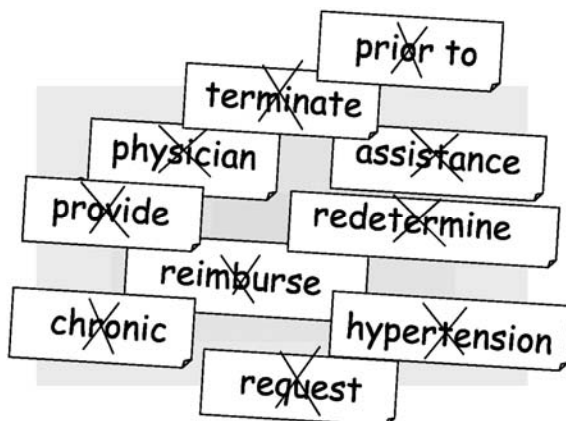 prior to
terminate
physician
assistance
provide
redetermine
reimburse
chronic
hypertension
request